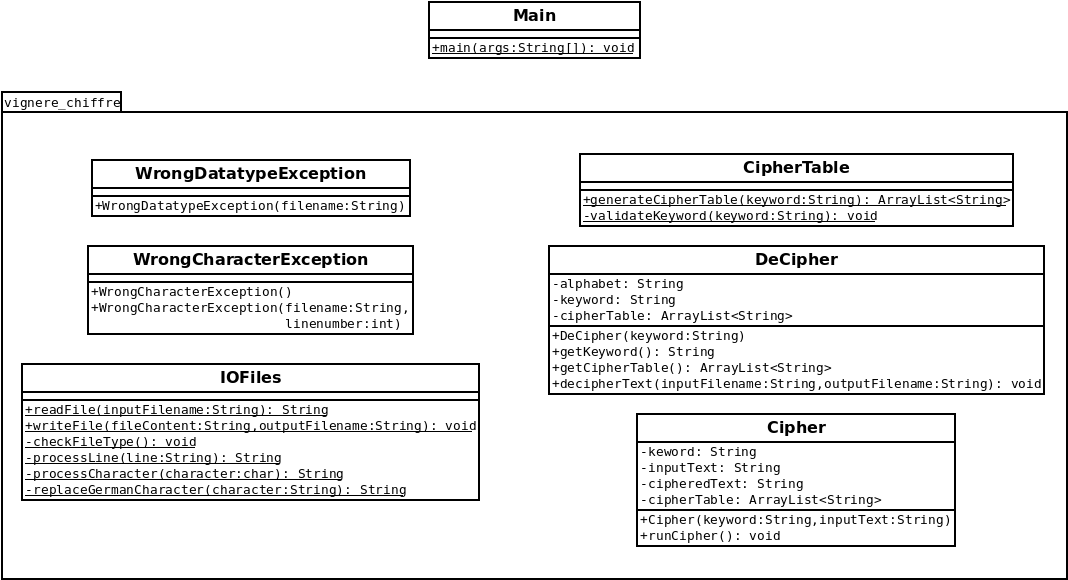 Main
+main(args:String[]): void
vignere_chiffre
WrongDatatypeException
+WrongDatatypeException(filename:String)
WrongCharacterException
+WrongCharacterException()
+WrongCharacterException(filename:String,
linenumber:int)
IOFiles
+readFile(inputFilename:String): String
+writeFile(fileContent:String,outputFilename:String): void
-checkFileType(): void
-processLine(line:String): String
-processCharacter(character:char): String
-replaceGermanCharacter(character:String): String
CipherTable
+generateCipherTable(keyword:String): ArrayList<String>
-validateKeyword(keyword:String): void
DeCipher
-alphabet: String
-keyword: String
-cipherTable: ArrayList<String>
+DeCipher(keyword:String)
+getKeyword(): String
+getCipherTable(): ArrayList<String>
+decipherText(inputFilename:String,outputFilename:String): void
Cipher
-keword: String
-inputText: String
-cipheredText: String
-cipherTable: ArrayList<String>
+Cipher(keyword:String,inputText:String)
+runCipher(): void